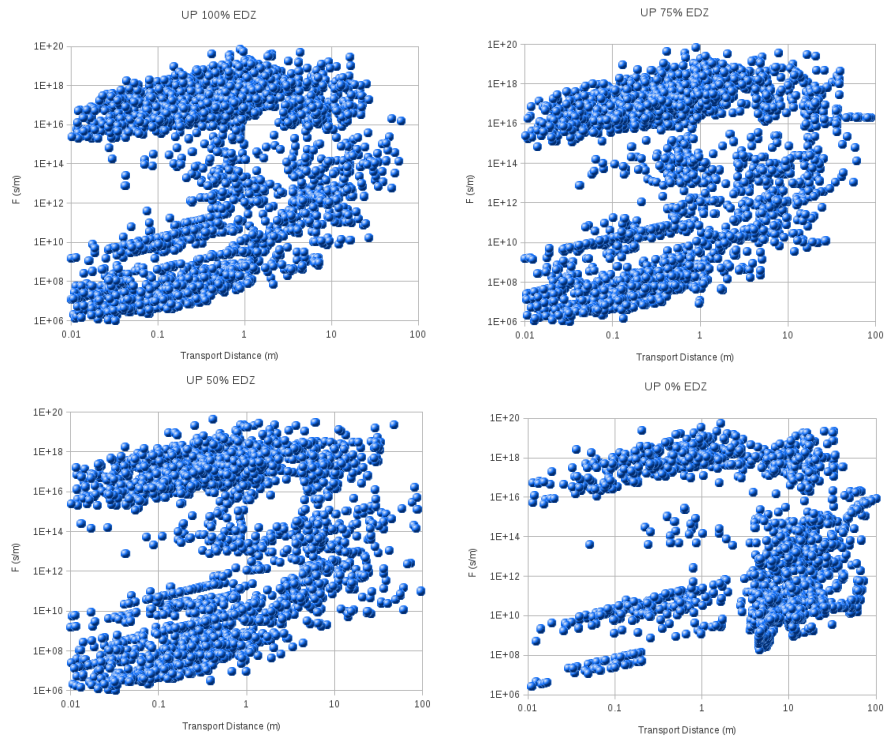 UP 100% EDZ
1E+20
1E+18
1E+16
1E+14
1E+12
1E+10
1E+08
1E+06
F (s/m)
0.01 0.1 1 10 100
Transport Distance (m)
UP 75% EDZ
1E+20
1E+18
1E+16
1E+14
1E+12
1E+10
1E+08
1E+06
F (s/m)
0.01 0.1 1 10 100
Transport Distance (m)
UP 50% EDZ
1E+20
1E+18
1E+16
1E+14
1E+12
1E+10
1E+08
1E+06
F (s/m)
0.01 0.1 1 10 100
Transport Distance (m)
UP 0% EDZ
1E+20
1E+18
1E+16
1E+14
1E+12
1E+10
1E+08
1E+06
F (s/m)
0.01 0.1 1 10 100
Transport Distance (m)